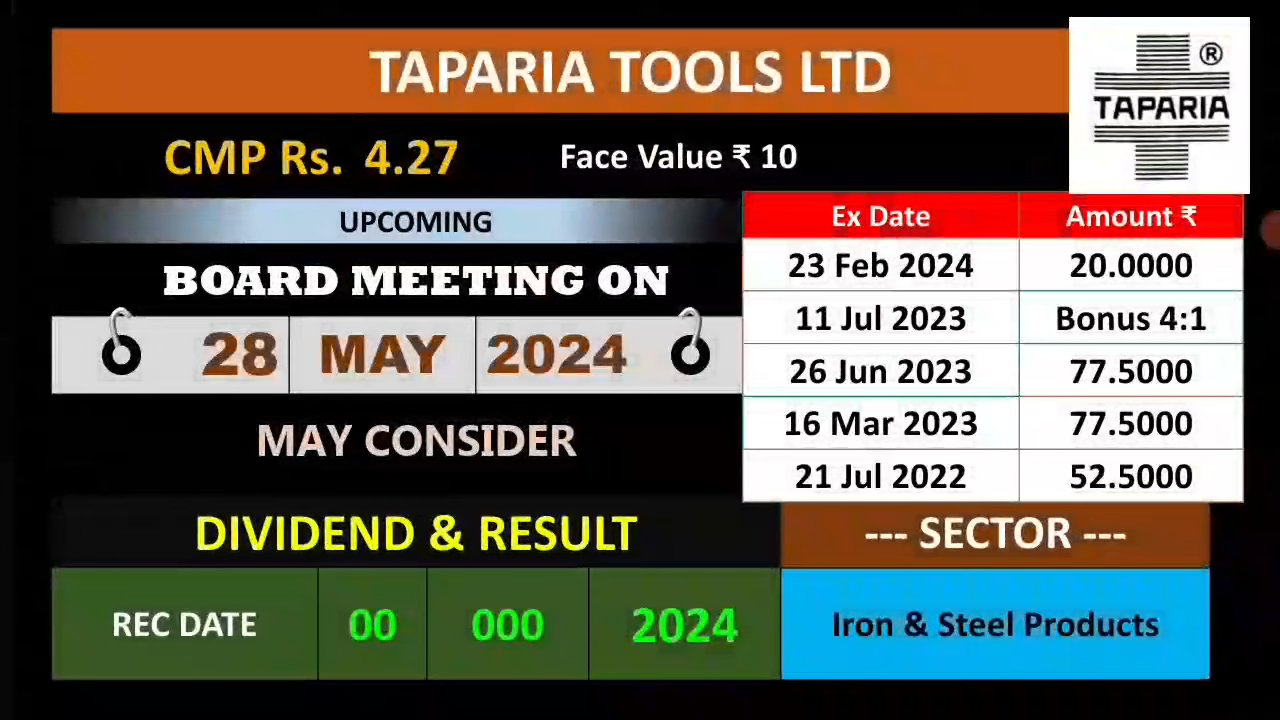 TAPARIA TOOLS LTD
®
TAPARIA
CMP Rs. 4.27
Face Value ₹ 10
UPCOMING
BOARD MEETING ON
28 MAY 2024
MAY CONSIDER
DIVIDEND & RESULT
REC DATE 00 000 2024
Ex Date Amount ₹
23 Feb 2024 20.0000
11 Jul 2023 Bonus 4:1
26 Jun 2023 77.5000
16 Mar 2023 77.5000
21 Jul 2022 52.5000
--- SECTOR ---
Iron & Steel Products